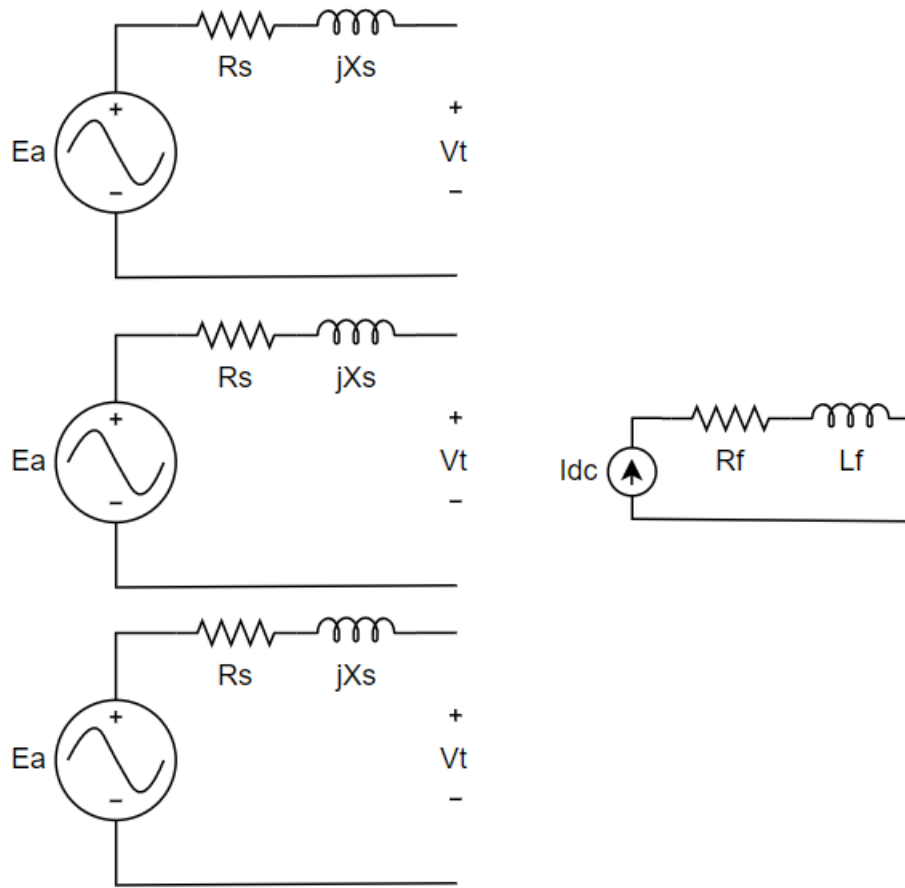 Rs jXs
+ +
Ea Vt
− −
Rs jXs
+ +
Ea Vt
− −
Rs jXs
+ +
Ea Vt
− −
Rf Lf
Idc